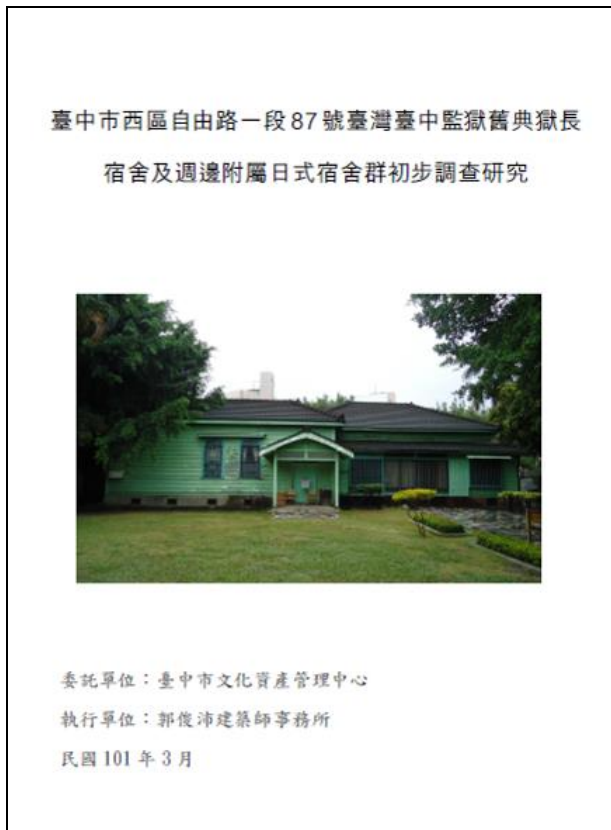 臺中市西區自由路一段87號臺灣臺中監獄舊典獄長
宿舍及週邊附屬日式宿舍群初步調查研究
委託單位：臺中市文化資產管理中心
執行單位：郭俊沛建築師事務所
民國 101 年 3 月